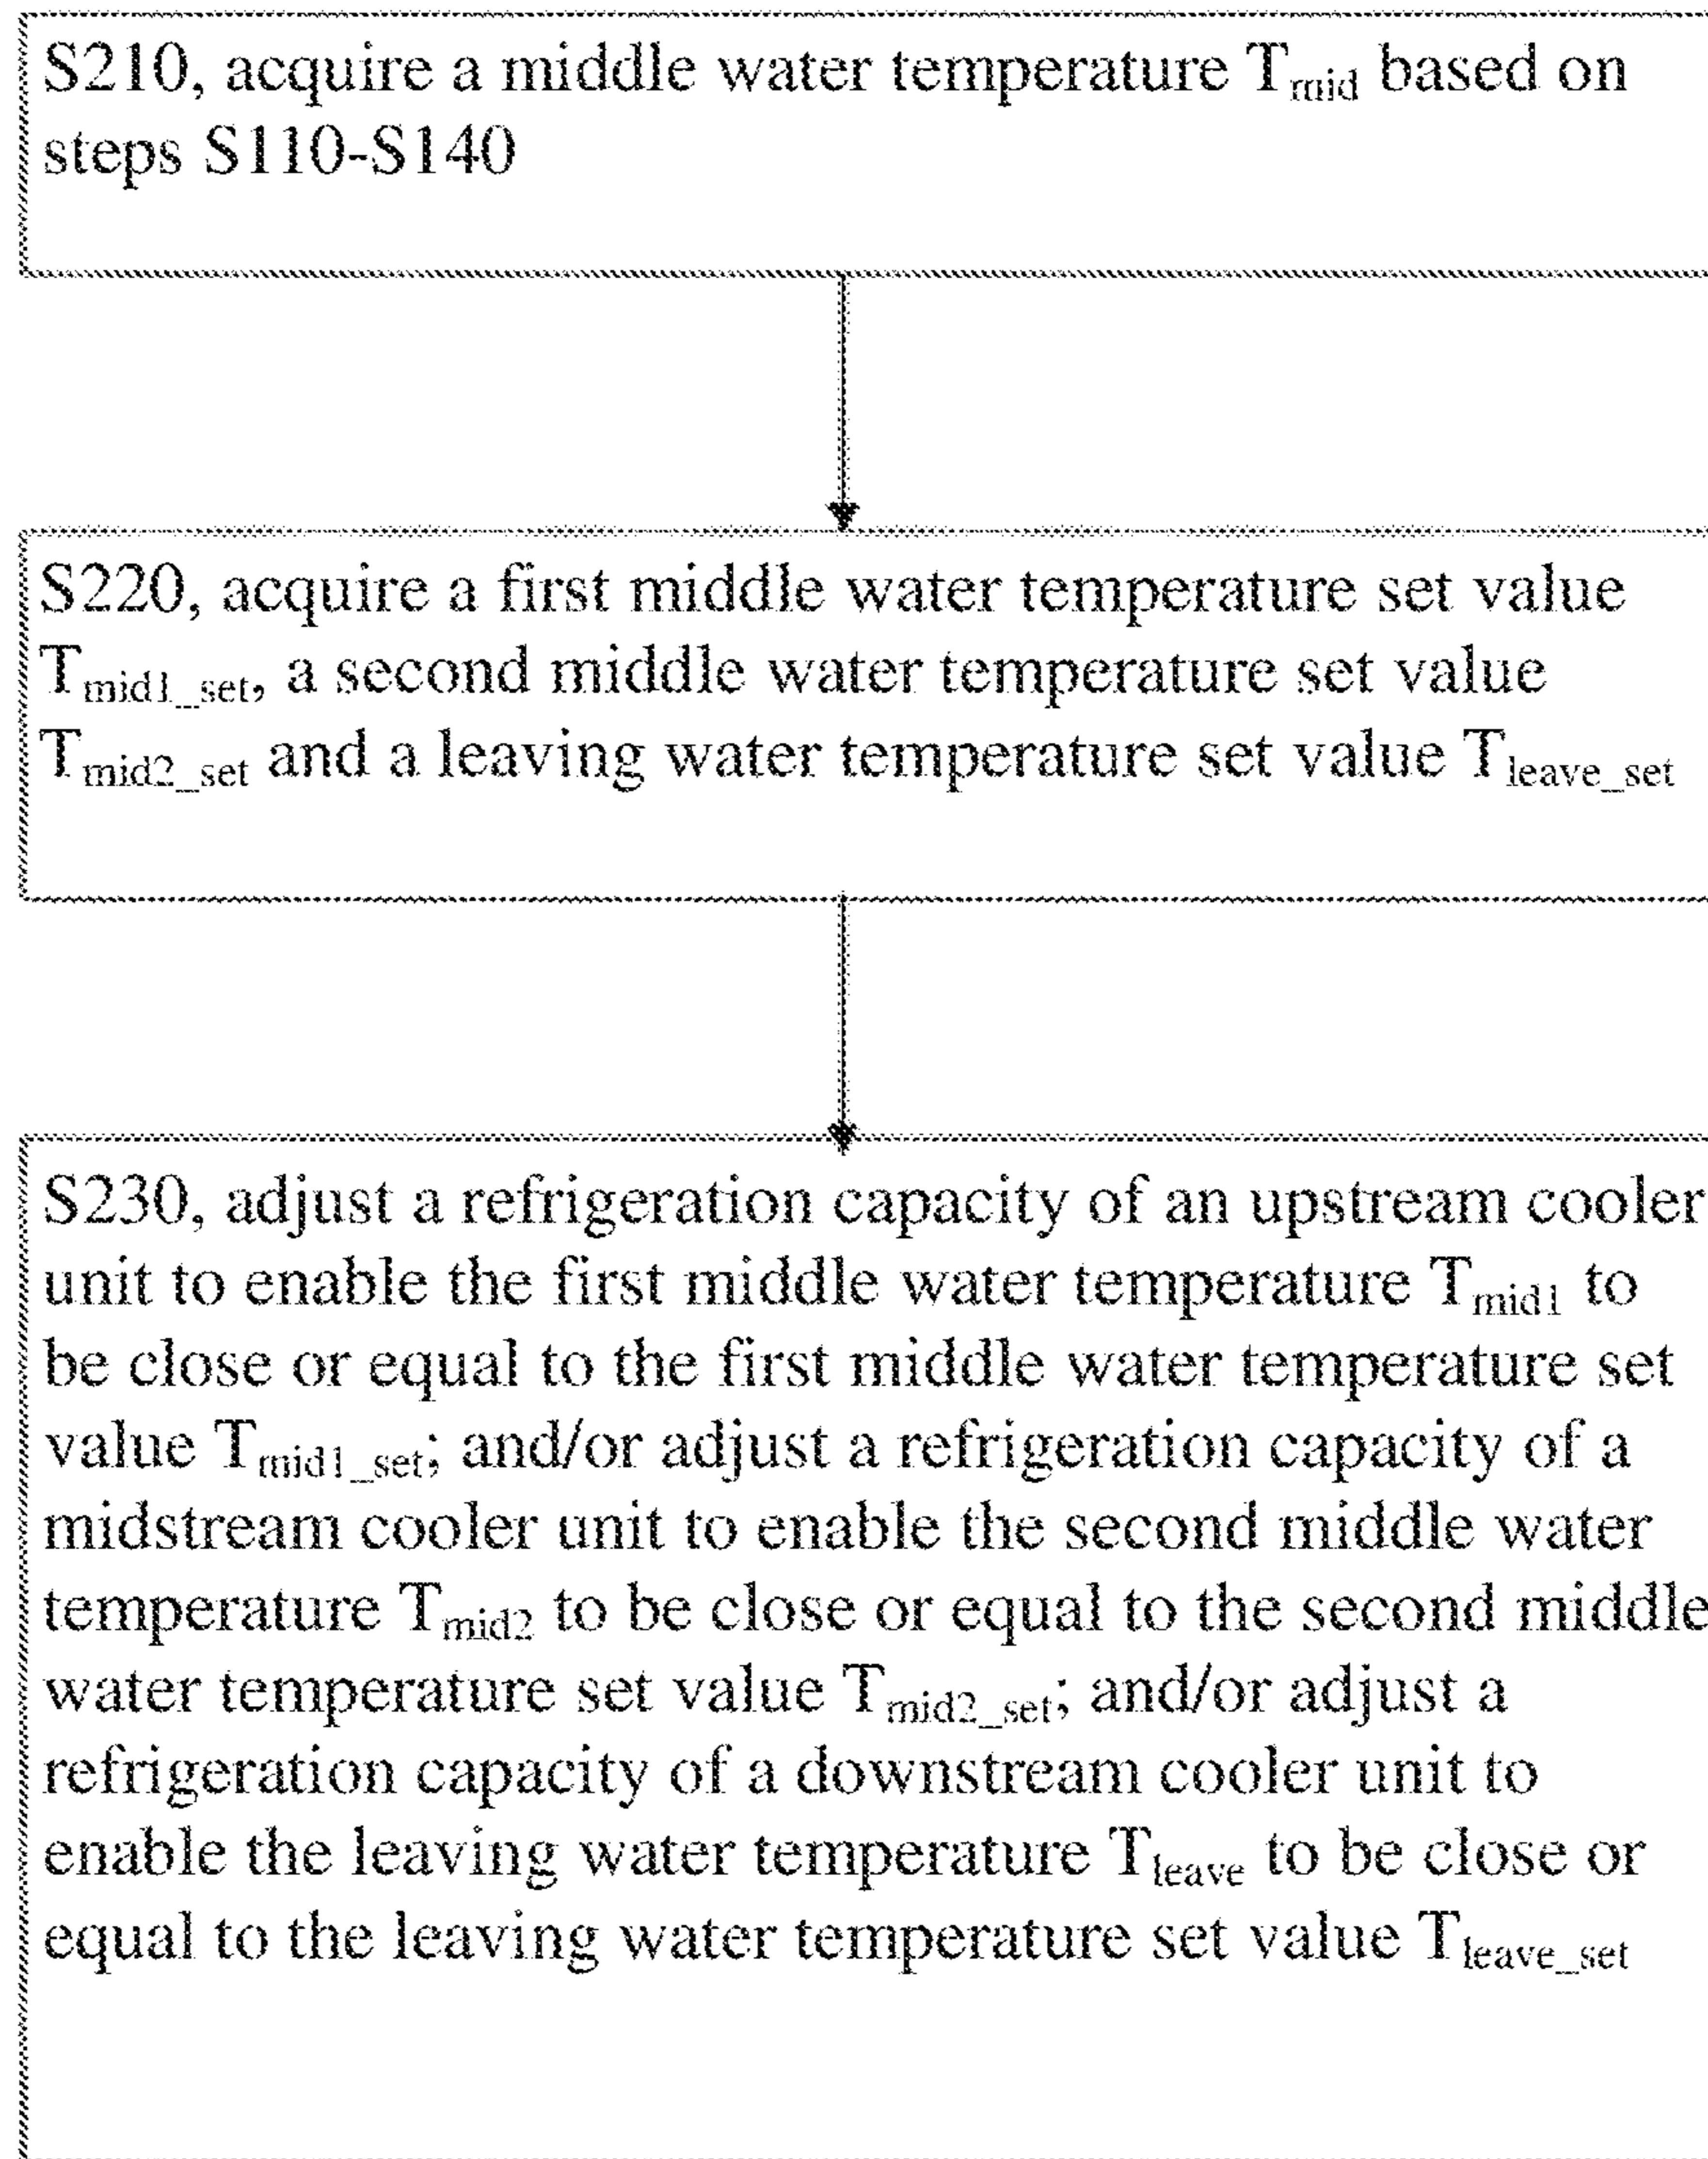 S210, acquire a middle water temperature Tmid based on
steps S110-S140
S220, acquire a first middle water temperature set value
Tmid1_set, a second middle water temperature set value
Tmid2_set and a leaving water temperature set value Tleave_set
S230, adjust a refrigeration capacity of an upstream cooler
unit to enable the first middle water temperature Tmid1 to
be close or equal to the first middle water temperature set
value Tmid1_set; and/or adjust a refrigeration capacity of a
midstream cooler unit to enable the second middle water
temperature Tmid2 to be close or equal to the second middle
water temperature set value Tmid2_set; and/or adjust a
refrigeration capacity of a downstream cooler unit to
enable the leaving water temperature Tleave to be close or
equal to the leaving water temperature set value Tleave_set